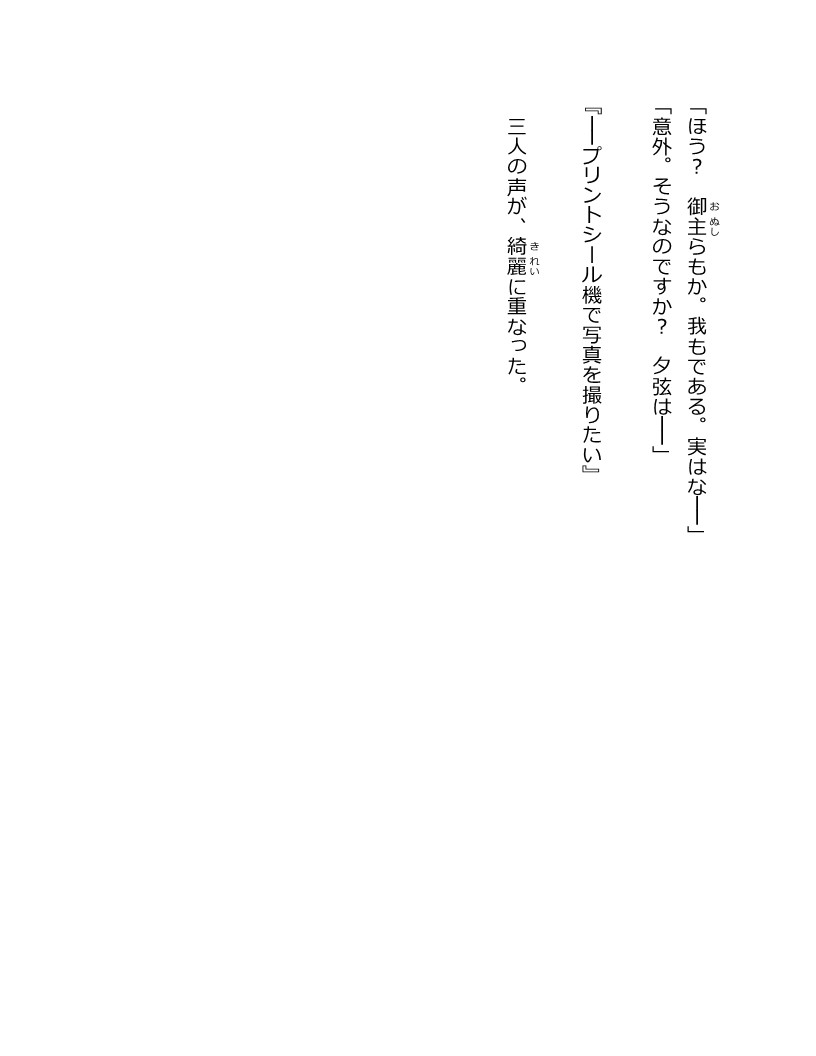 「ほう？　御主らもか。我もである。実はな――」
「意外。そうなのですか？　夕弦は――」
『――プリントシール機で写真を撮りたい』
三人の声が、綺麗に重なった。